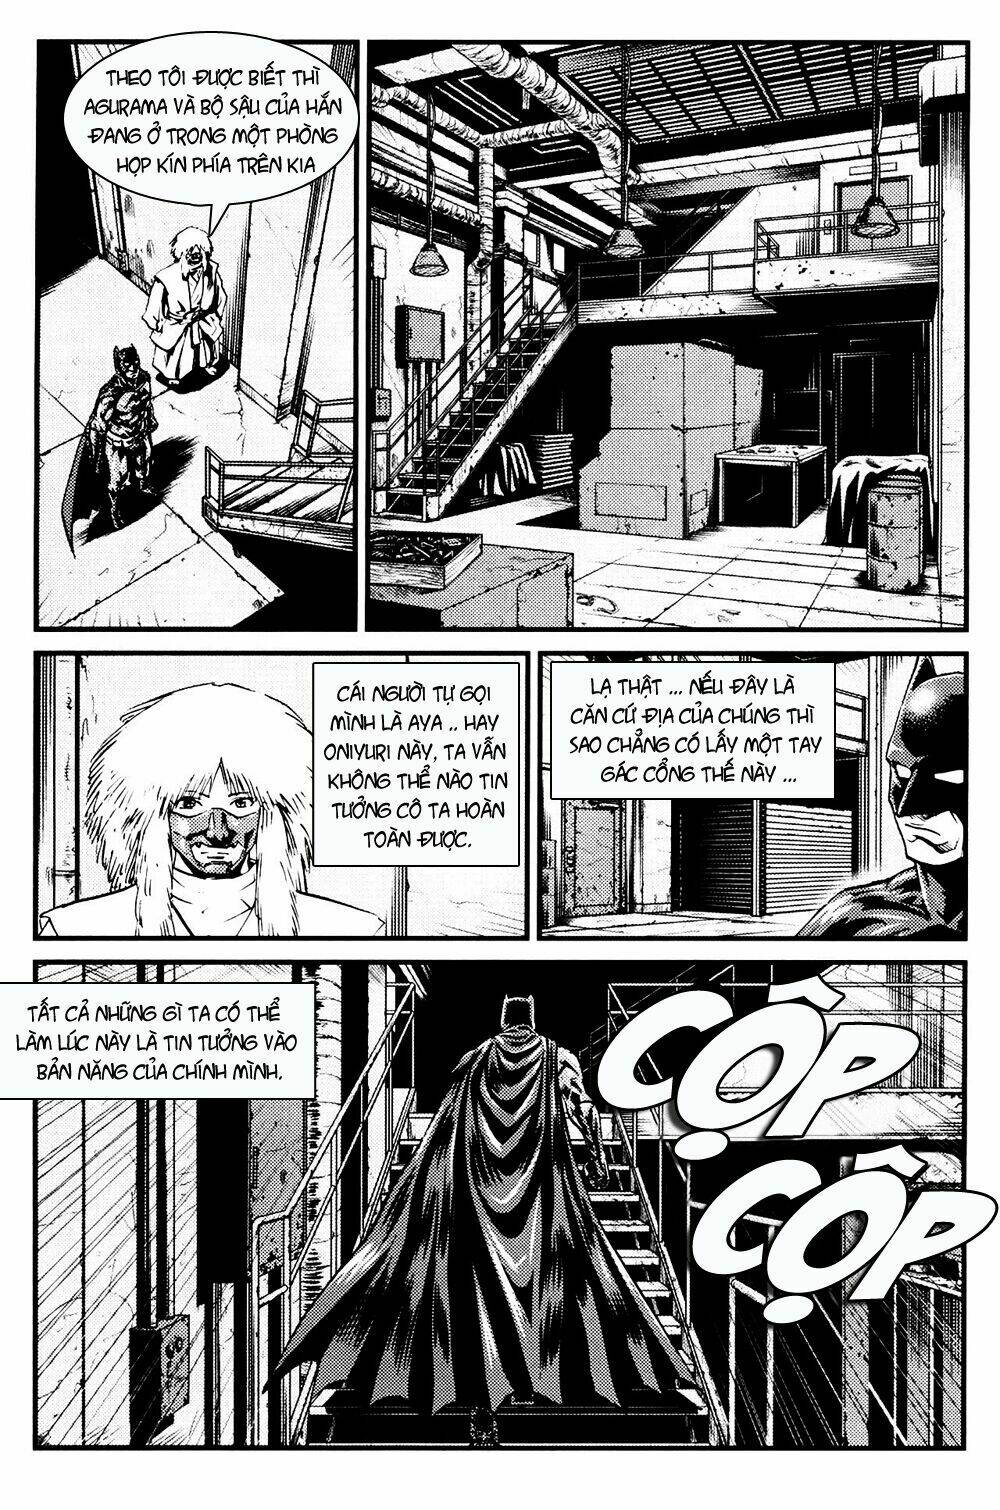 THEO TÔI ĐƯỢC BIẾT THÌ
AGURAMA VÀ BỘ SẬU CỦA HẮN
ĐANG Ở TRONG MỘT PHÒNG
HỌP KÍN PHÍA TRÊN KIA
CÁI NGƯỜI TỰ GỌI
MÌNH LÀ AYA .. HAY
ONIYURI NÀY, TA VẪN
KHÔNG THỂ NÀO TIN
TƯỞNG CÔ TA HOÀN
TOÀN ĐƯỢC.
LẠ THẬT ... NẾU ĐÂY LÀ
CĂN CỨ ĐỊA CỦA CHÚNG THÌ
SAO CHẲNG CÓ LẤY MỘT TAY
GÁC CỔNG THẾ NÀY ...
TẤT CẢ NHỮNG GÌ TA CÓ THỂ
LÀM LÚC NÀY LÀ TIN TƯỞNG VÀO
BẢN NĂNG CỦA CHÍNH MÌNH.
CỘP
CỘP